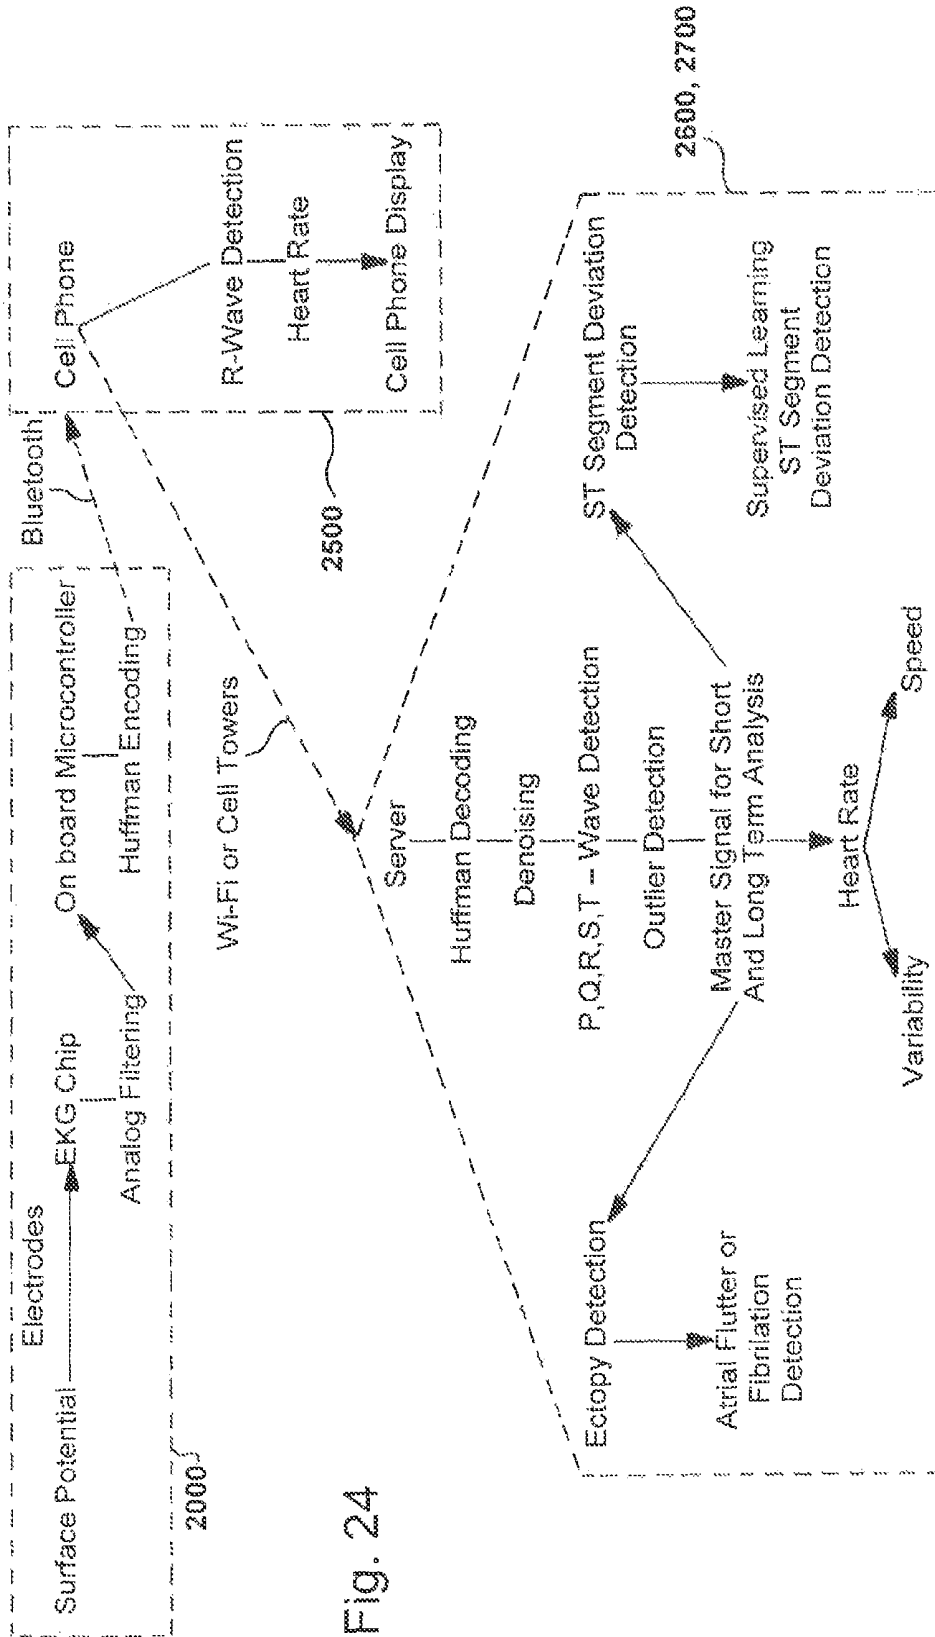 Electrodes
Surface Potential
EKG Chip
Analog Filtering
On board Microcontroller
Huffman Encoding
2000
Bluetooth
Cell Phone
R-Wave Detection
Heart Rate
Cell Phone Display
2500
Wi-Fi or Cell Towers
Fig. 24
Server
Huffman Decoding
Denoising
P,Q,R,S,T – Wave Detection
Outlier Detection
Master Signal for Short
And Long Term Analysis
Ectopy Detection
Atrial Flutter or
Fibrilation
Detection
Heart Rate
Variability
Speed
ST Segment Deviation
Detection
Supervised Learning
ST Segment
Deviation Detection
2600, 2700